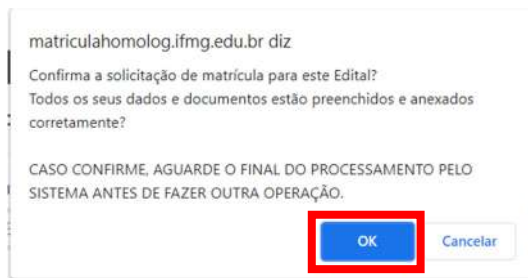 matriculahomolog.ifmg.edu.br diz
Confirma a solicitação de matrícula para este Edital?
Todos os seus dados e documentos estão preenchidos e anexados
corretamente?
CASO CONFIRME, AGUARDE O FINAL DO PROCESSAMENTO PELO
SISTEMA ANTES DE FAZER OUTRA OPERAÇÃO.
OK Cancelar